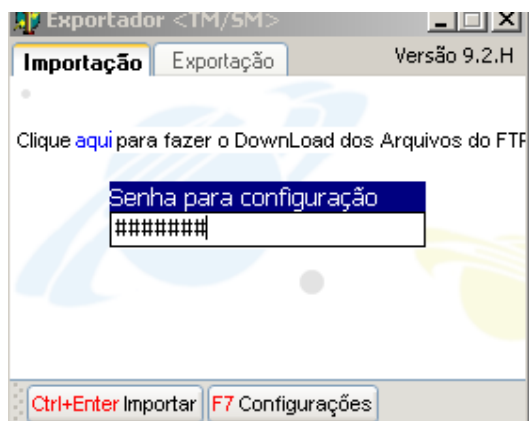 Exportador <TM/SM>
Importação Exportação Versão 9.2.H
Clique aqui para fazer o DownLoad dos Arquivos do FTP
Senha para configuração
#######
Ctrl+Enter Importar F7 Configurações